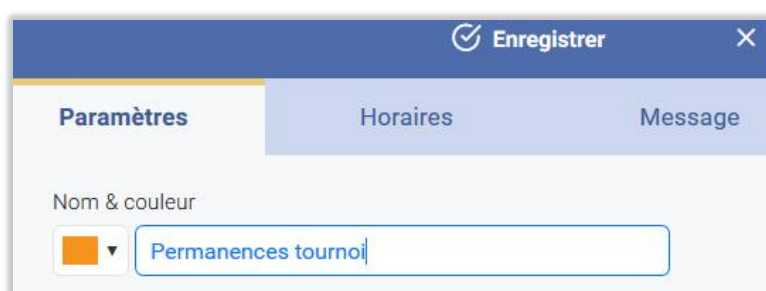 Enregistrer
Paramètres Horaires Message
Nom & couleur
Permanences tournoi